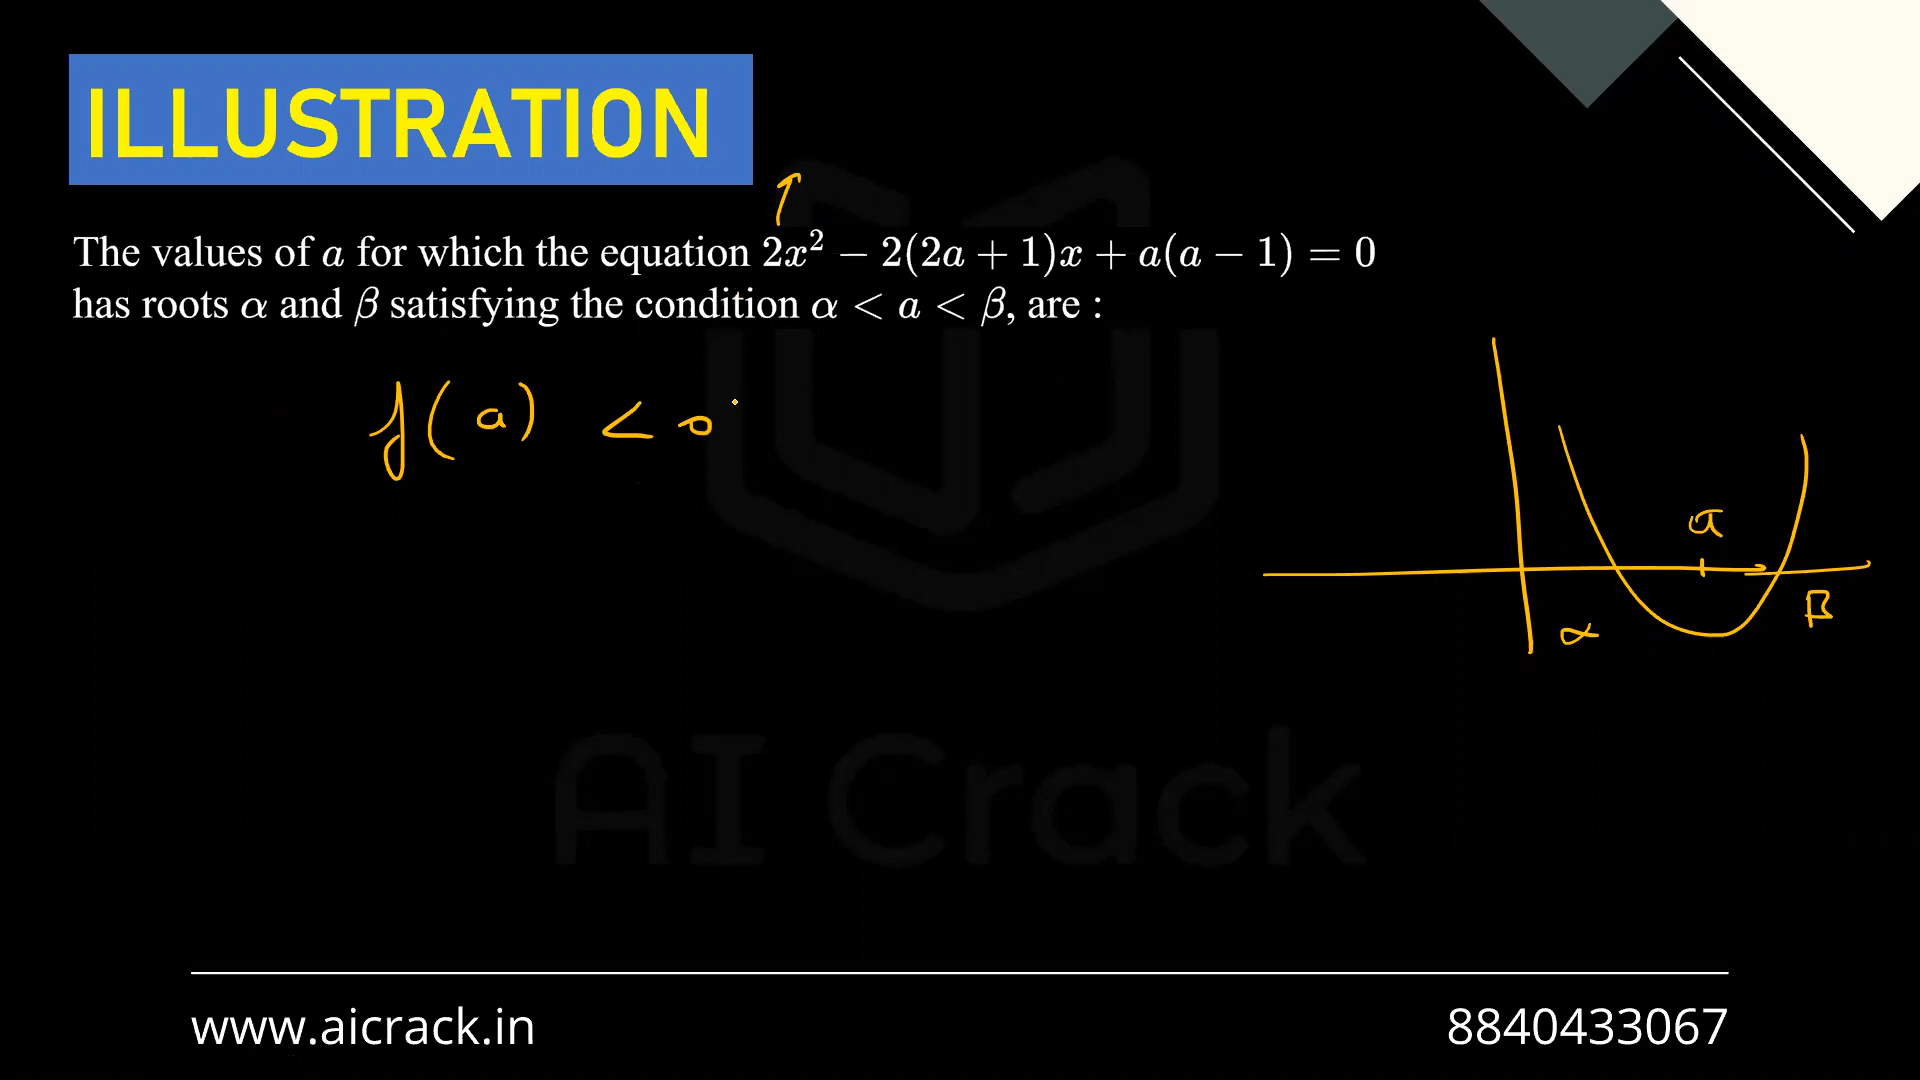 ILLUSTRATION
The values of a for which the equation 2x² − 2(2a + 1)x + a(a − 1) = 0
has roots α and β satisfying the condition α < a < β, are :
f(a) < 0
a
α
β
AI Crack
www.aicrack.in
8840433067